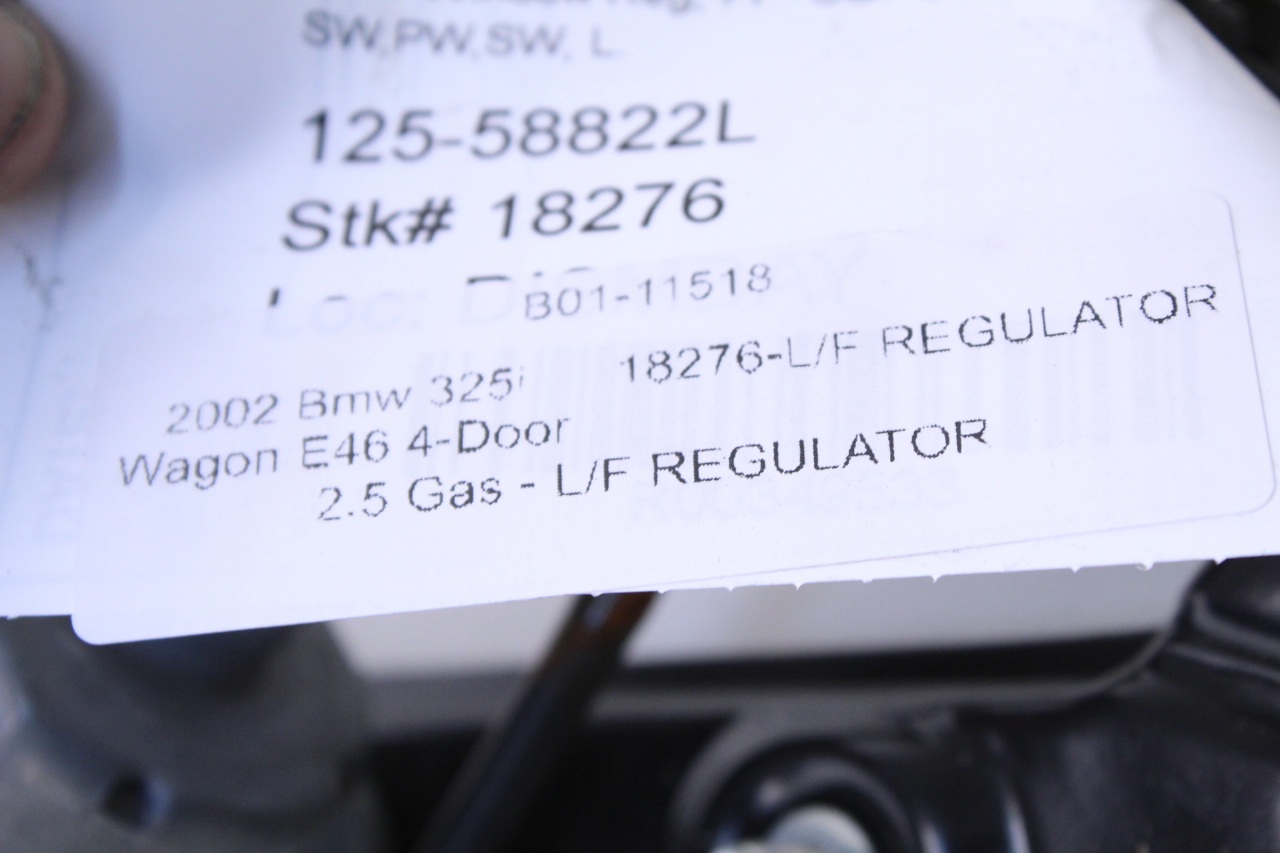 SW,PW,SW, L
125-58822L
Stk# 18276
B01-11518
2002 Bmw 325i 18276-L/F REGULATOR
Wagon E46 4-Door
2.5 Gas - L/F REGULATOR